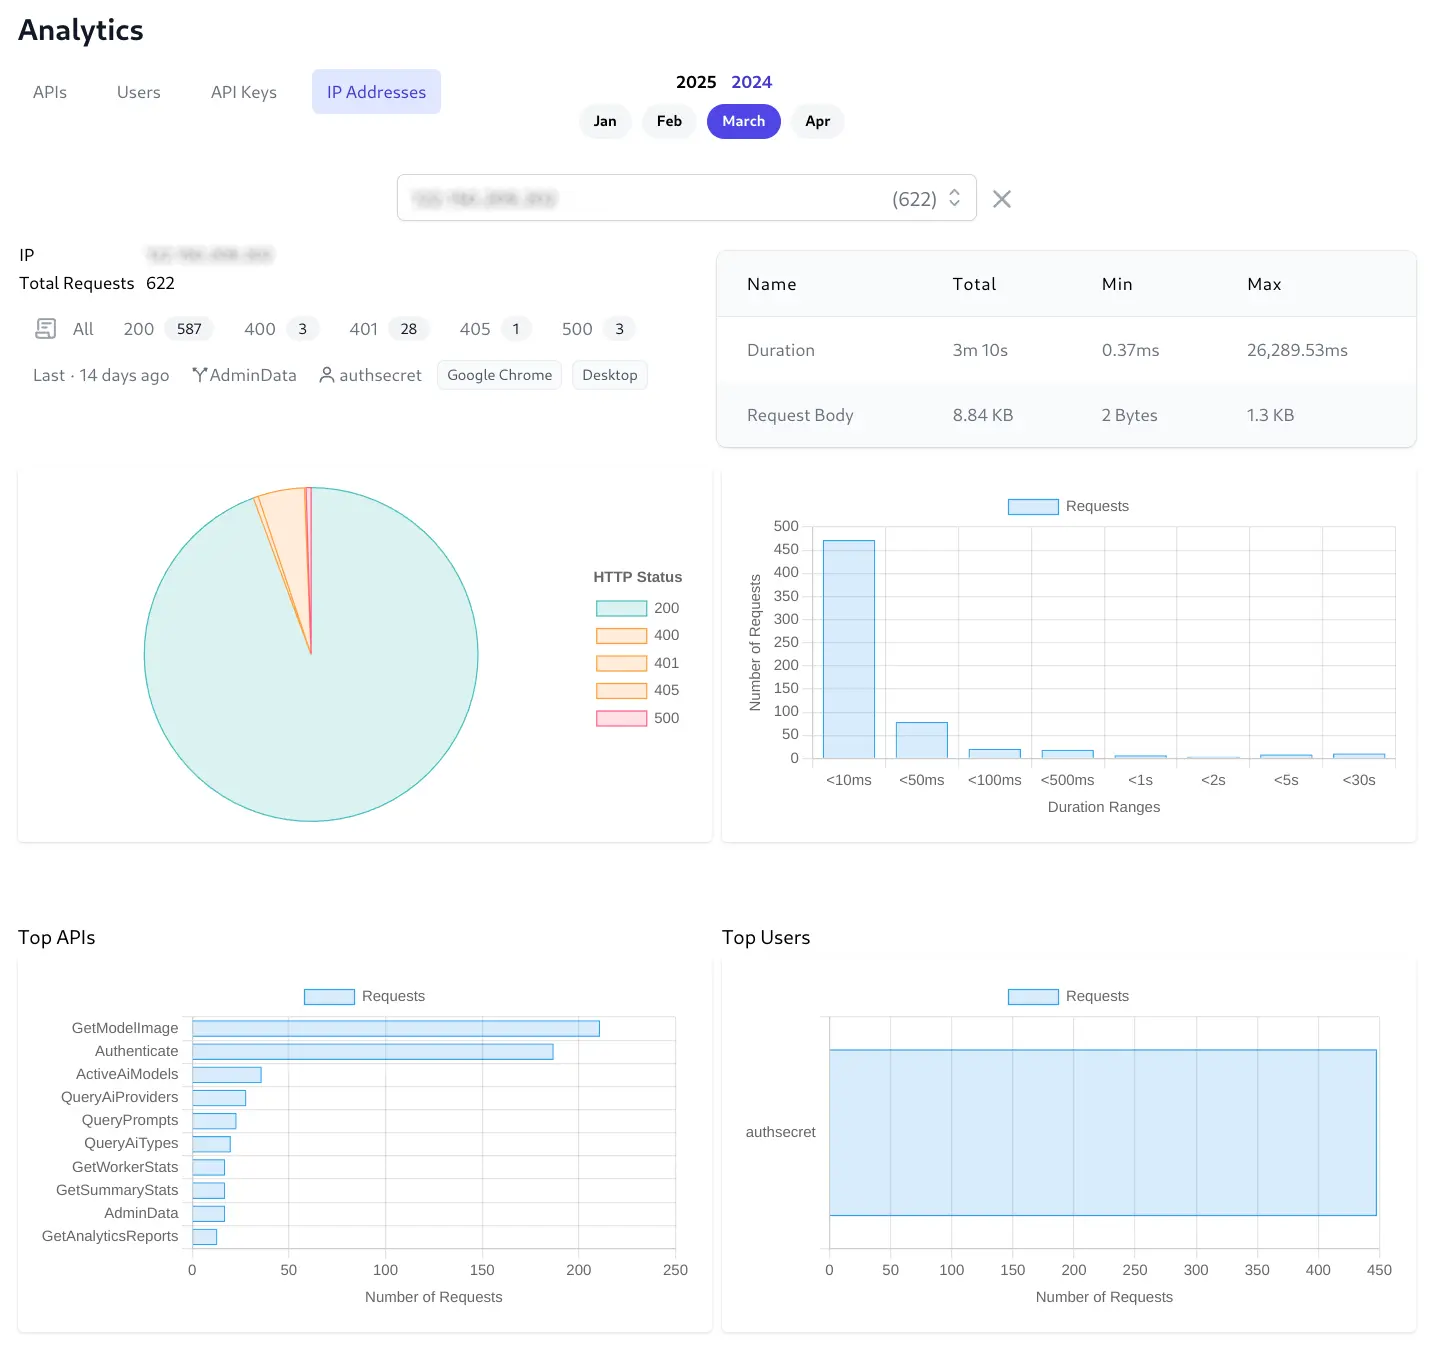 Analytics
APIs Users API Keys IP Addresses
2025 2024
Jan Feb March Apr
(622)
IP
Total Requests 622
All 200 587 400 3 401 28 405 1 500 3
Last · 14 days ago AdminData authsecret Google Chrome Desktop
Name Total Min Max
Duration 3m 10s 0.37ms 26,289.53ms
Request Body 8.84 KB 2 Bytes 1.3 KB
HTTP Status
200
400
401
405
500
Requests
Number of Requests
500
450
400
350
300
250
200
150
100
50
0
<10ms <50ms <100ms <500ms <1s <2s <5s <30s
Duration Ranges
Top APIs
Requests
GetModelImage
Authenticate
ActiveAiModels
QueryAiProviders
QueryPrompts
QueryAiTypes
GetWorkerStats
GetSummaryStats
AdminData
GetAnalyticsReports
0 50 100 150 200 250
Number of Requests
Top Users
Requests
authsecret
0 50 100 150 200 250 300 350 400 450
Number of Requests